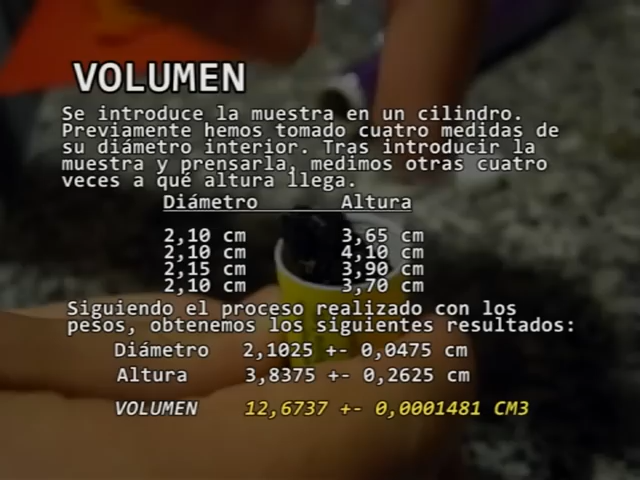 VOLUMEN
Se introduce la muestra en un cilindro.
Previamente hemos tomado cuatro medidas de
su diámetro interior. Tras introducir la
muestra y prensarla, medimos otras cuatro
veces a qué altura llega.
Diámetro Altura
2,10 cm 3,65 cm
2,10 cm 4,10 cm
2,15 cm 3,90 cm
2,10 cm 3,70 cm
Siguiendo el proceso realizado con los
pesos, obtenemos los siguientes resultados:
Diámetro 2,1025 +- 0,0475 cm
Altura 3,8375 +- 0,2625 cm
VOLUMEN 12,6737 +- 0,0001481 CM3